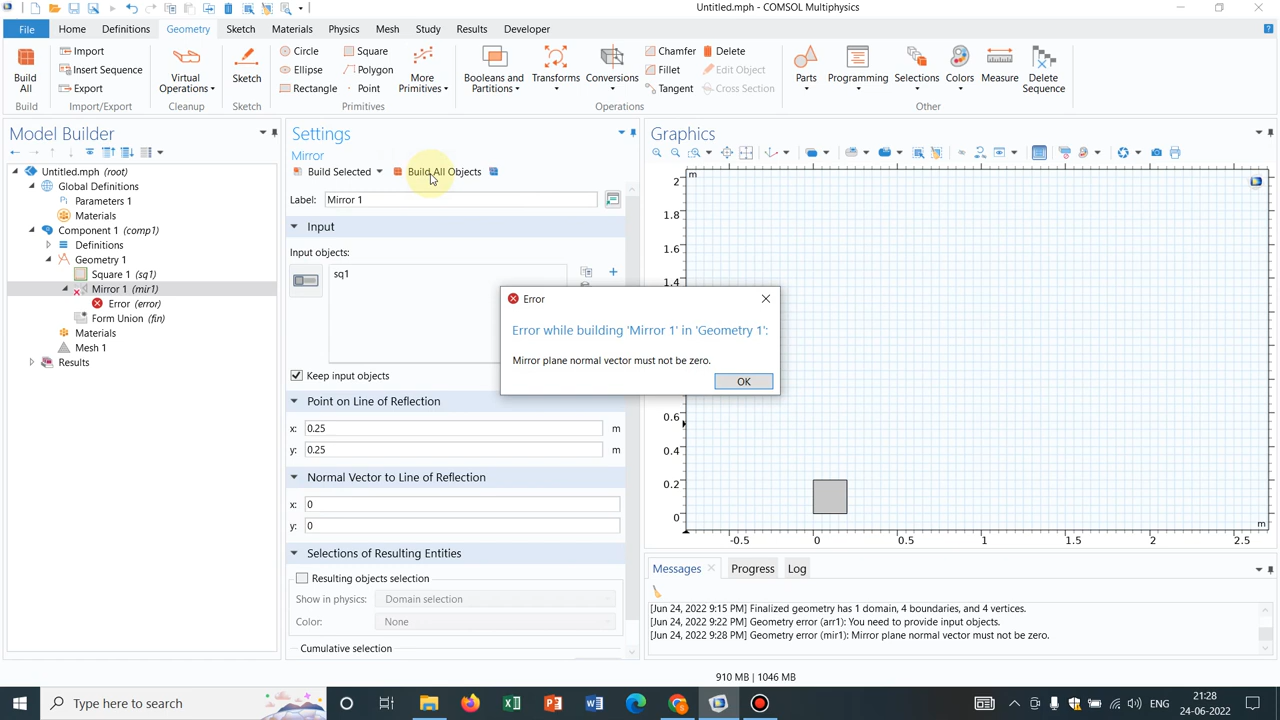 Untitled.mph - COMSOL Multiphysics
File Home Definitions Geometry Sketch Materials Physics Mesh Study Results Developer
Import Circle Square Chamfer Delete
Insert Sequence Ellipse Polygon Fillet Edit Object
Export Rectangle Point Tangent Cross Section
Build All Virtual Operations Sketch More Primitives Booleans and Partitions Transforms Conversions Parts Programming Selections Colors Measure Delete Sequence
Build Import/Export Cleanup Sketch Primitives Operations Other
Model Builder
Untitled.mph (root)
Global Definitions
Parameters 1
Materials
Component 1 (comp1)
Definitions
Geometry 1
Square 1 (sq1)
Mirror 1 (mir1)
Error (error)
Form Union (fin)
Materials
Mesh 1
Results
Settings
Mirror
Build Selected Build All Objects
Label: Mirror 1
Input
Input objects:
sq1
Keep input objects
Point on Line of Reflection
x: 0.25 m
y: 0.25 m
Normal Vector to Line of Reflection
x: 0
y: 0
Selections of Resulting Entities
Resulting objects selection
Show in physics: Domain selection
Color: None
Cumulative selection
Error
Error while building 'Mirror 1' in 'Geometry 1':
Mirror plane normal vector must not be zero.
OK
Graphics
m
2
1.8
1.6
1.4
0.6
0.4
0.2
0
m
-0.5 0 0.5 1 1.5 2 2.5
Messages Progress Log
[Jun 24, 2022 9:15 PM] Finalized geometry has 1 domain, 4 boundaries, and 4 vertices.
[Jun 24, 2022 9:22 PM] Geometry error (arr1): You need to provide input objects.
[Jun 24, 2022 9:28 PM] Geometry error (mir1): Mirror plane normal vector must not be zero.
910 MB | 1046 MB
Type here to search
ENG
21:28
24-06-2022